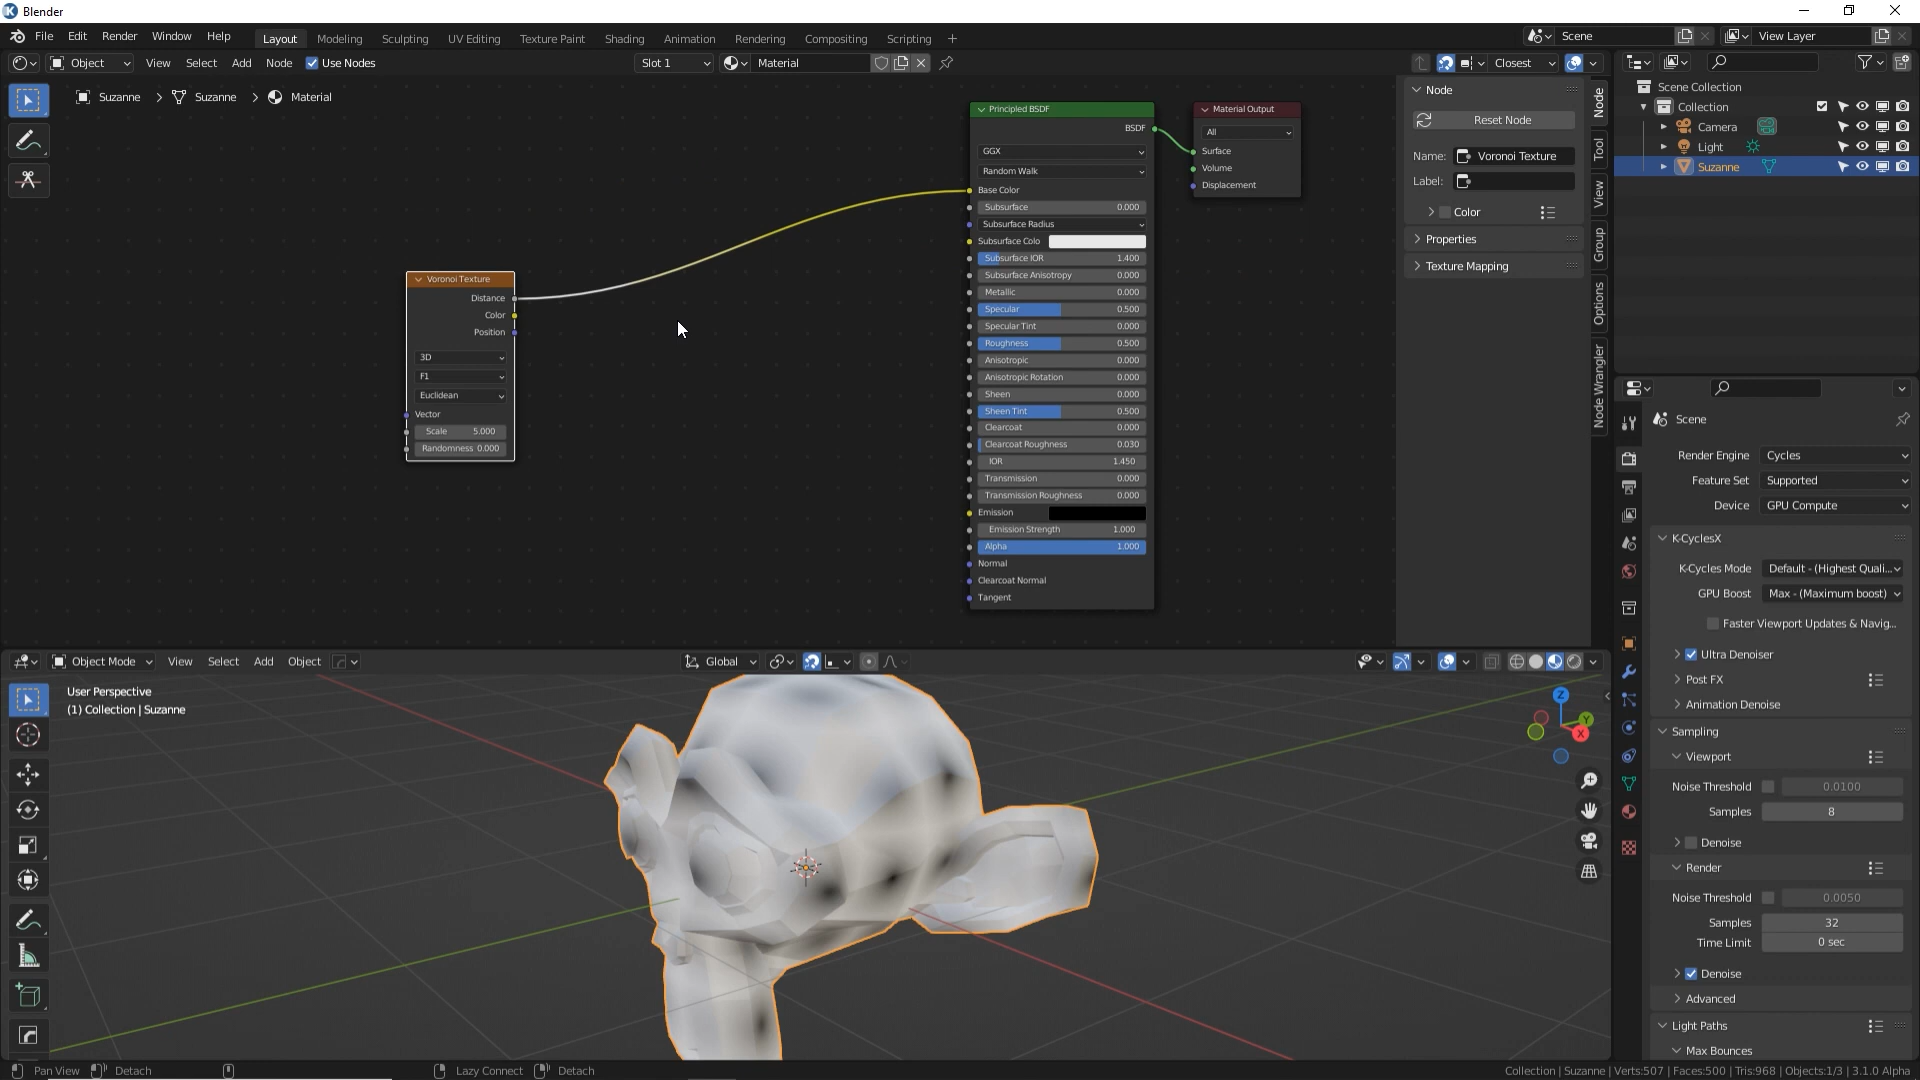 Blender
File Edit Render Window Help Layout Modeling Sculpting UV Editing Texture Paint Shading Animation Rendering Compositing Scripting + Scene View Layer
Object View Select Add Node Use Nodes Slot 1 Material Closest
Suzanne > Suzanne > Material
Principled BSDF
BSDF
GGX
Random Walk
Base Color
Subsurface 0.000
Subsurface Radius
Subsurface Colo
Subsurface IOR 1.400
Subsurface Anisotropy 0.000
Metallic 0.000
Specular 0.500
Specular Tint 0.000
Roughness 0.500
Anisotropic 0.000
Anisotropic Rotation 0.000
Sheen 0.000
Sheen Tint 0.500
Clearcoat 0.000
Clearcoat Roughness 0.030
IOR 1.450
Transmission 0.000
Transmission Roughness 0.000
Emission
Emission Strength 1.000
Alpha 1.000
Normal
Clearcoat Normal
Tangent
Material Output
All
Surface
Volume
Displacement
Voronoi Texture
Distance
Color
Position
3D
F1
Euclidean
Vector
Scale 5.000
Randomness 0.000
Node
Reset Node
Name: Voronoi Texture
Label:
Color
Properties
Texture Mapping
Node
Tool
View
Group
Options
Node Wrangler
Scene Collection
Collection
Camera
Light
Suzanne
Scene
Render Engine Cycles
Feature Set Supported
Device GPU Compute
K-CyclesX
K-Cycles Mode Default - (Highest Quali...
GPU Boost Max - (Maximum boost)
Faster Viewport Updates & Navig...
Ultra Denoiser
Post FX
Animation Denoise
Sampling
Viewport
Noise Threshold 0.0100
Samples 8
Denoise
Render
Noise Threshold 0.0050
Samples 32
Time Limit 0 sec
Denoise
Advanced
Light Paths
Max Bounces
Object Mode View Select Add Object Global
User Perspective
(1) Collection | Suzanne
Z
Y
X
Pan View Detach Lazy Connect Detach Collection | Suzanne | Verts:507 | Faces:500 | Tris:968 | Objects:1/3 | 3.1.0 Alpha